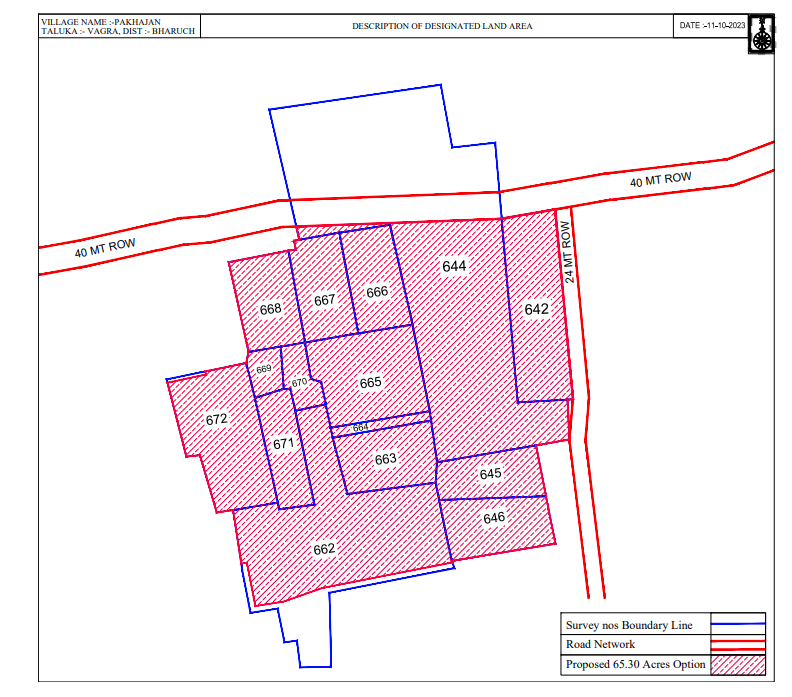 VILLAGE NAME :-PAKHAJAN
TALUKA :- VAGRA, DIST :- BHARUCH
DESCRIPTION OF DESIGNATED LAND AREA
DATE :-11-10-2023
40 MT ROW
40 MT ROW
24 MT ROW
644
666
667
668
642
669
670
665
672
664
671
663
645
646
662
Survey nos Boundary Line
Road Network
Proposed 65.30 Acres Option